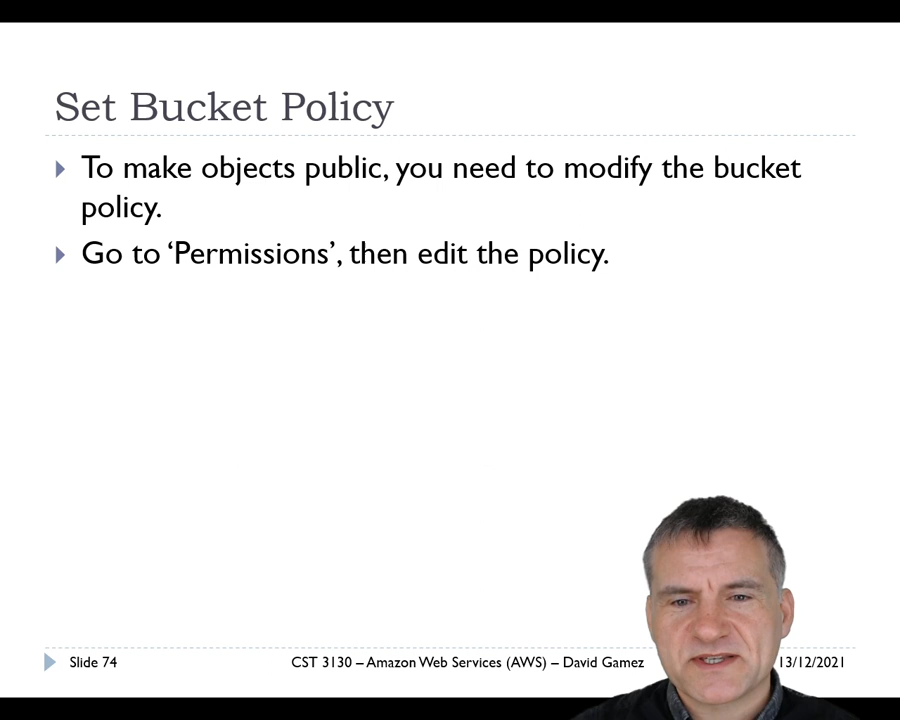 Set Bucket Policy
To make objects public, you need to modify the bucket
policy.
Go to ‘Permissions’, then edit the policy.
Slide 74
CST 3130 – Amazon Web Services (AWS) – David Gamez
13/12/2021